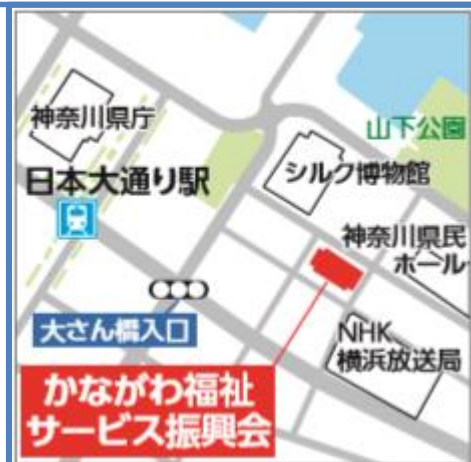 神奈川県庁
山下公園
シルク博物館
日本大通り駅
神奈川県民
ホール
大さん橋入口
NHK
横浜放送局
かながわ福祉
サービス振興会